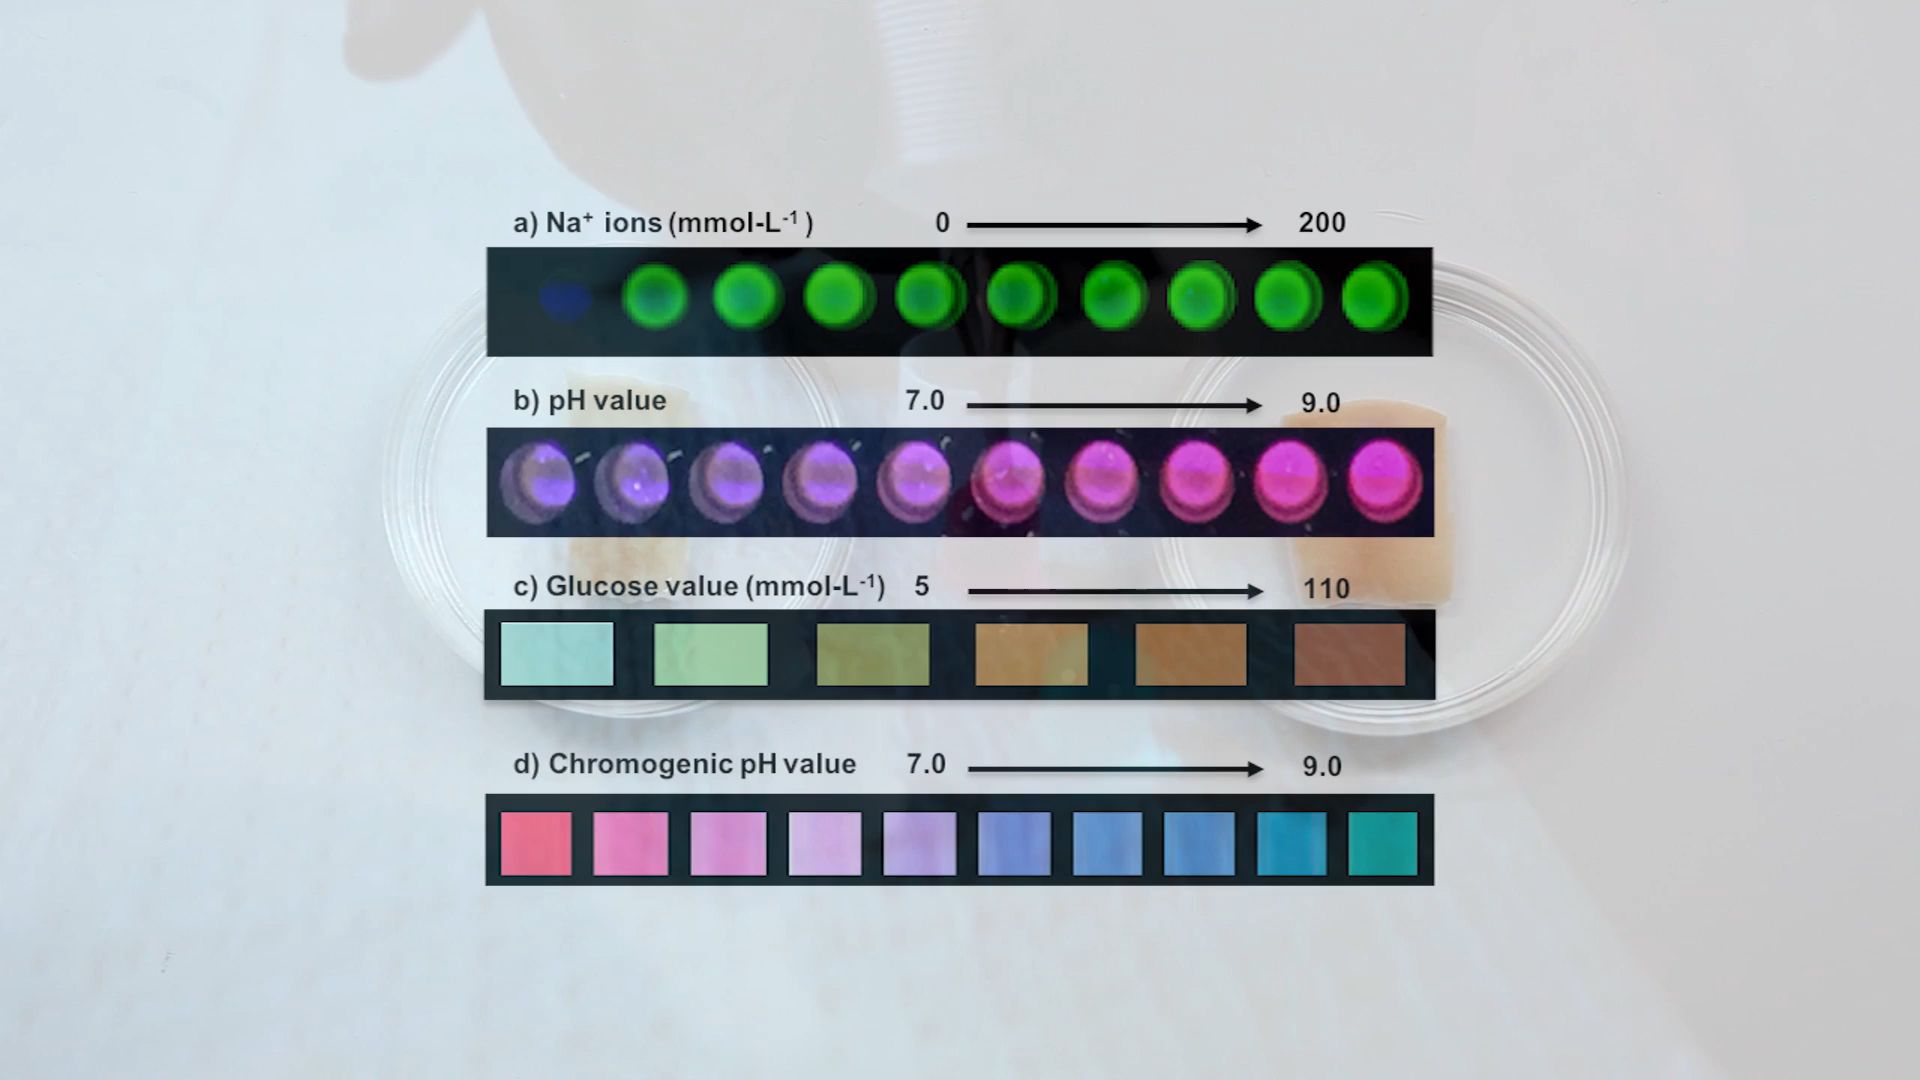 a) Na⁺ ions (mmol-L⁻¹ ) 0 200
b) pH value 7.0 9.0
c) Glucose value (mmol-L⁻¹) 5 110
d) Chromogenic pH value 7.0 9.0